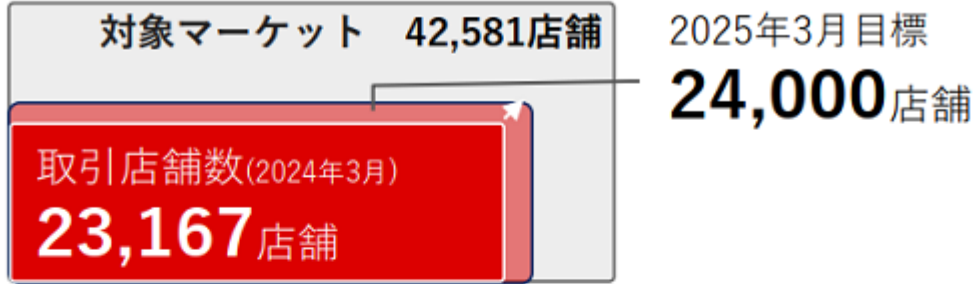 対象マーケット　42,581店舗
2025年3月目標
24,000店舗
取引店舗数(2024年3月)
23,167店舗